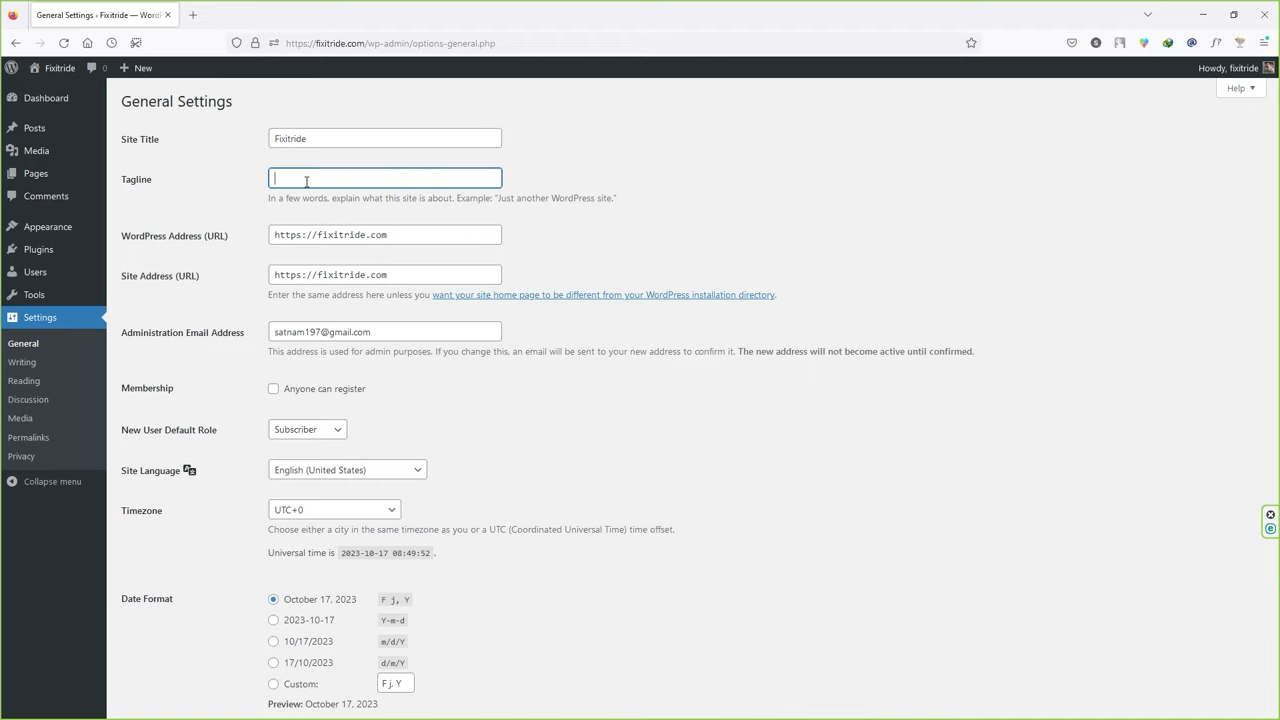 General Settings ‹ Fixitride — Word
https://fixitride.com/wp-admin/options-general.php
Fixitride
0
New
Howdy, fixitride
Help
Dashboard
Posts
Media
Pages
Comments
Appearance
Plugins
Users
Tools
Settings
General
Writing
Reading
Discussion
Media
Permalinks
Privacy
Collapse menu
General Settings
Site Title
Fixitride
Tagline
In a few words, explain what this site is about. Example: "Just another WordPress site."
WordPress Address (URL)
https://fixitride.com
Site Address (URL)
https://fixitride.com
Enter the same address here unless you want your site home page to be different from your WordPress installation directory.
Administration Email Address
satnam197@gmail.com
This address is used for admin purposes. If you change this, an email will be sent to your new address to confirm it. The new address will not become active until confirmed.
Membership
Anyone can register
New User Default Role
Subscriber
Site Language
English (United States)
Timezone
UTC+0
Choose either a city in the same timezone as you or a UTC (Coordinated Universal Time) time offset.
Universal time is 2023-10-17 08:49:52 .
Date Format
October 17, 2023 F j, Y
2023-10-17 Y-m-d
10/17/2023 m/d/Y
17/10/2023 d/m/Y
Custom: F j, Y
Preview: October 17, 2023